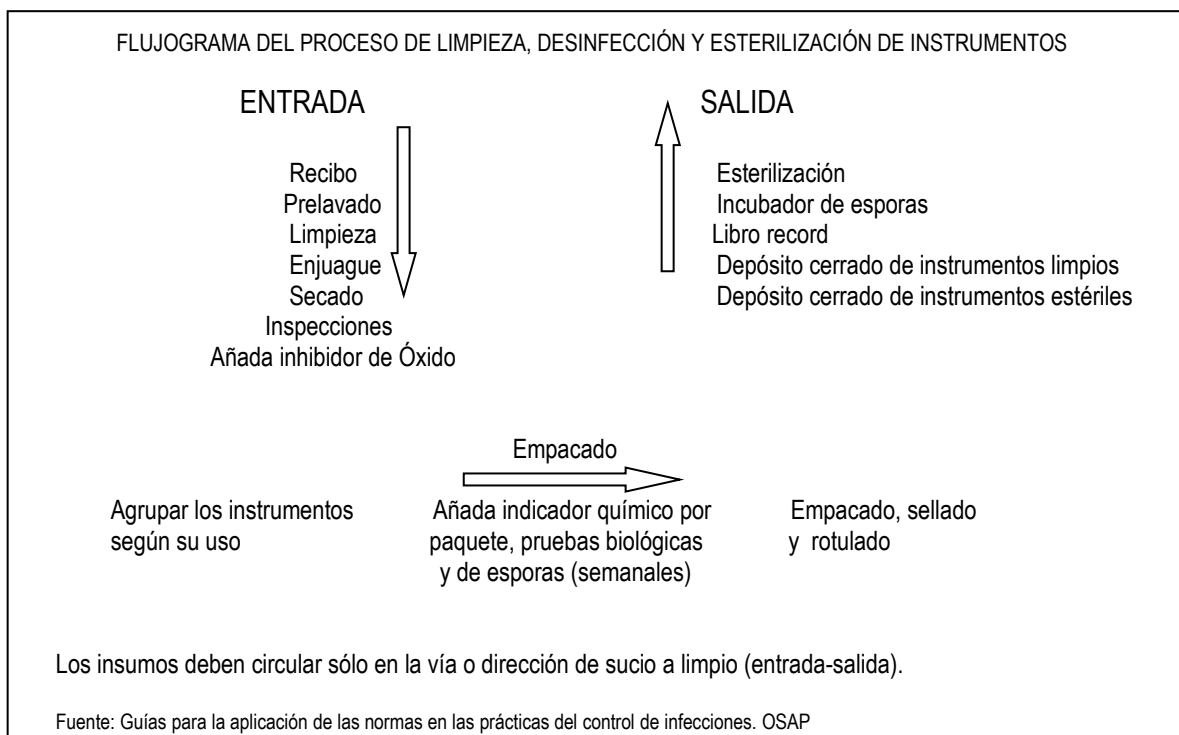 FLUJOGRAMA DEL PROCESO DE LIMPIEZA, DESINFECCIÓN Y ESTERILIZACIÓN DE INSTRUMENTOS
ENTRADA
Recibo
Prelavado
Limpieza
Enjuague
Secado
Inspecciones
Añada inhibidor de Óxido
SALIDA
Esterilización
Incubador de esporas
Libro record
Depósito cerrado de instrumentos limpios
Depósito cerrado de instrumentos estériles
Empacado
Agrupar los instrumentos
según su uso
Añada indicador químico por
paquete, pruebas biológicas
y de esporas (semanales)
Empacado, sellado
y rotulado
Los insumos deben circular sólo en la vía o dirección de sucio a limpio (entrada-salida).
Fuente: Guías para la aplicación de las normas en las prácticas del control de infecciones. OSAP